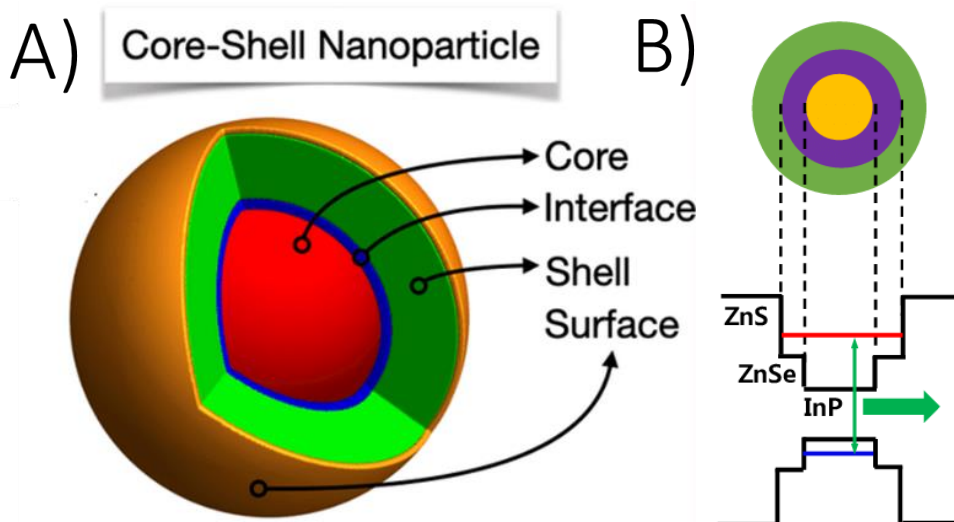 A)
Core-Shell Nanoparticle
Core
Interface
Shell
Surface
B)
ZnS
ZnSe
InP